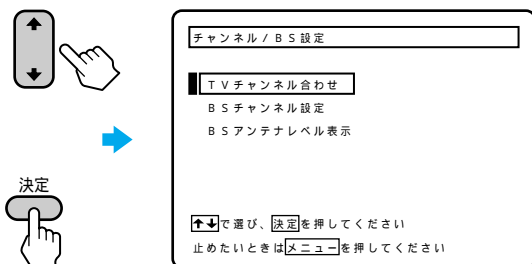 チャンネル/BS設定
TVチャンネル合わせ
BSチャンネル設定
BSアンテナレベル表示
決定
↑↓で選び、決定を押してください
止めたいときはメニューを押してください